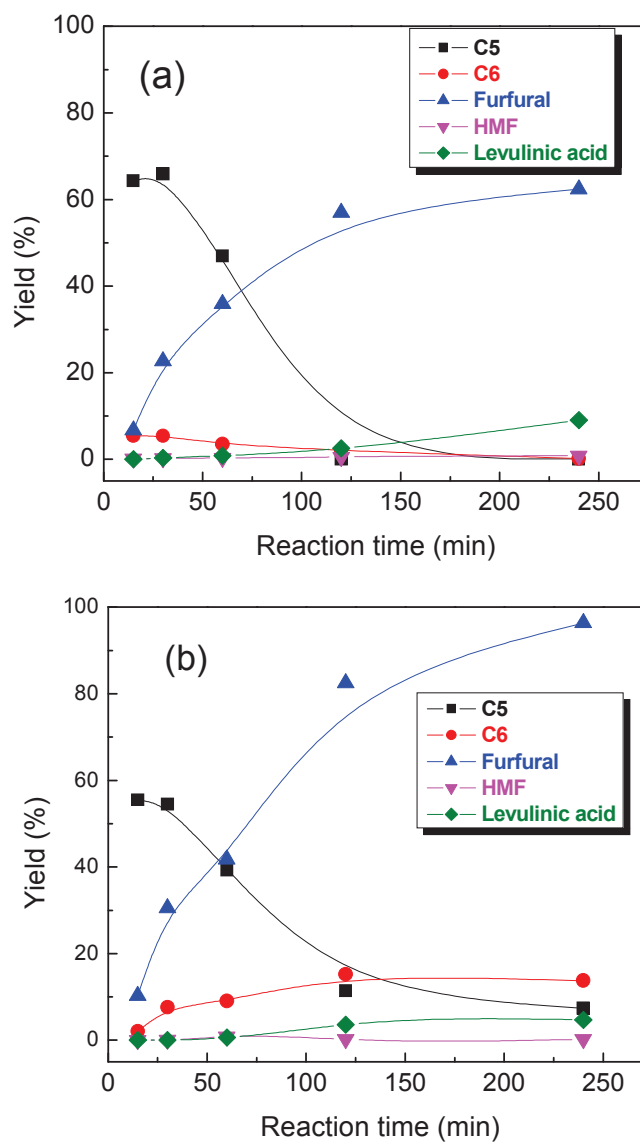 100
80
60
40
20
0
Yield (%)
(a)
C5
C6
Furfural
HMF
Levulinic acid
0 50 100 150 200 250
Reaction time (min)
100
80
60
40
20
0
Yield (%)
(b)
C5
C6
Furfural
HMF
Levulinic acid
0 50 100 150 200 250
Reaction time (min)